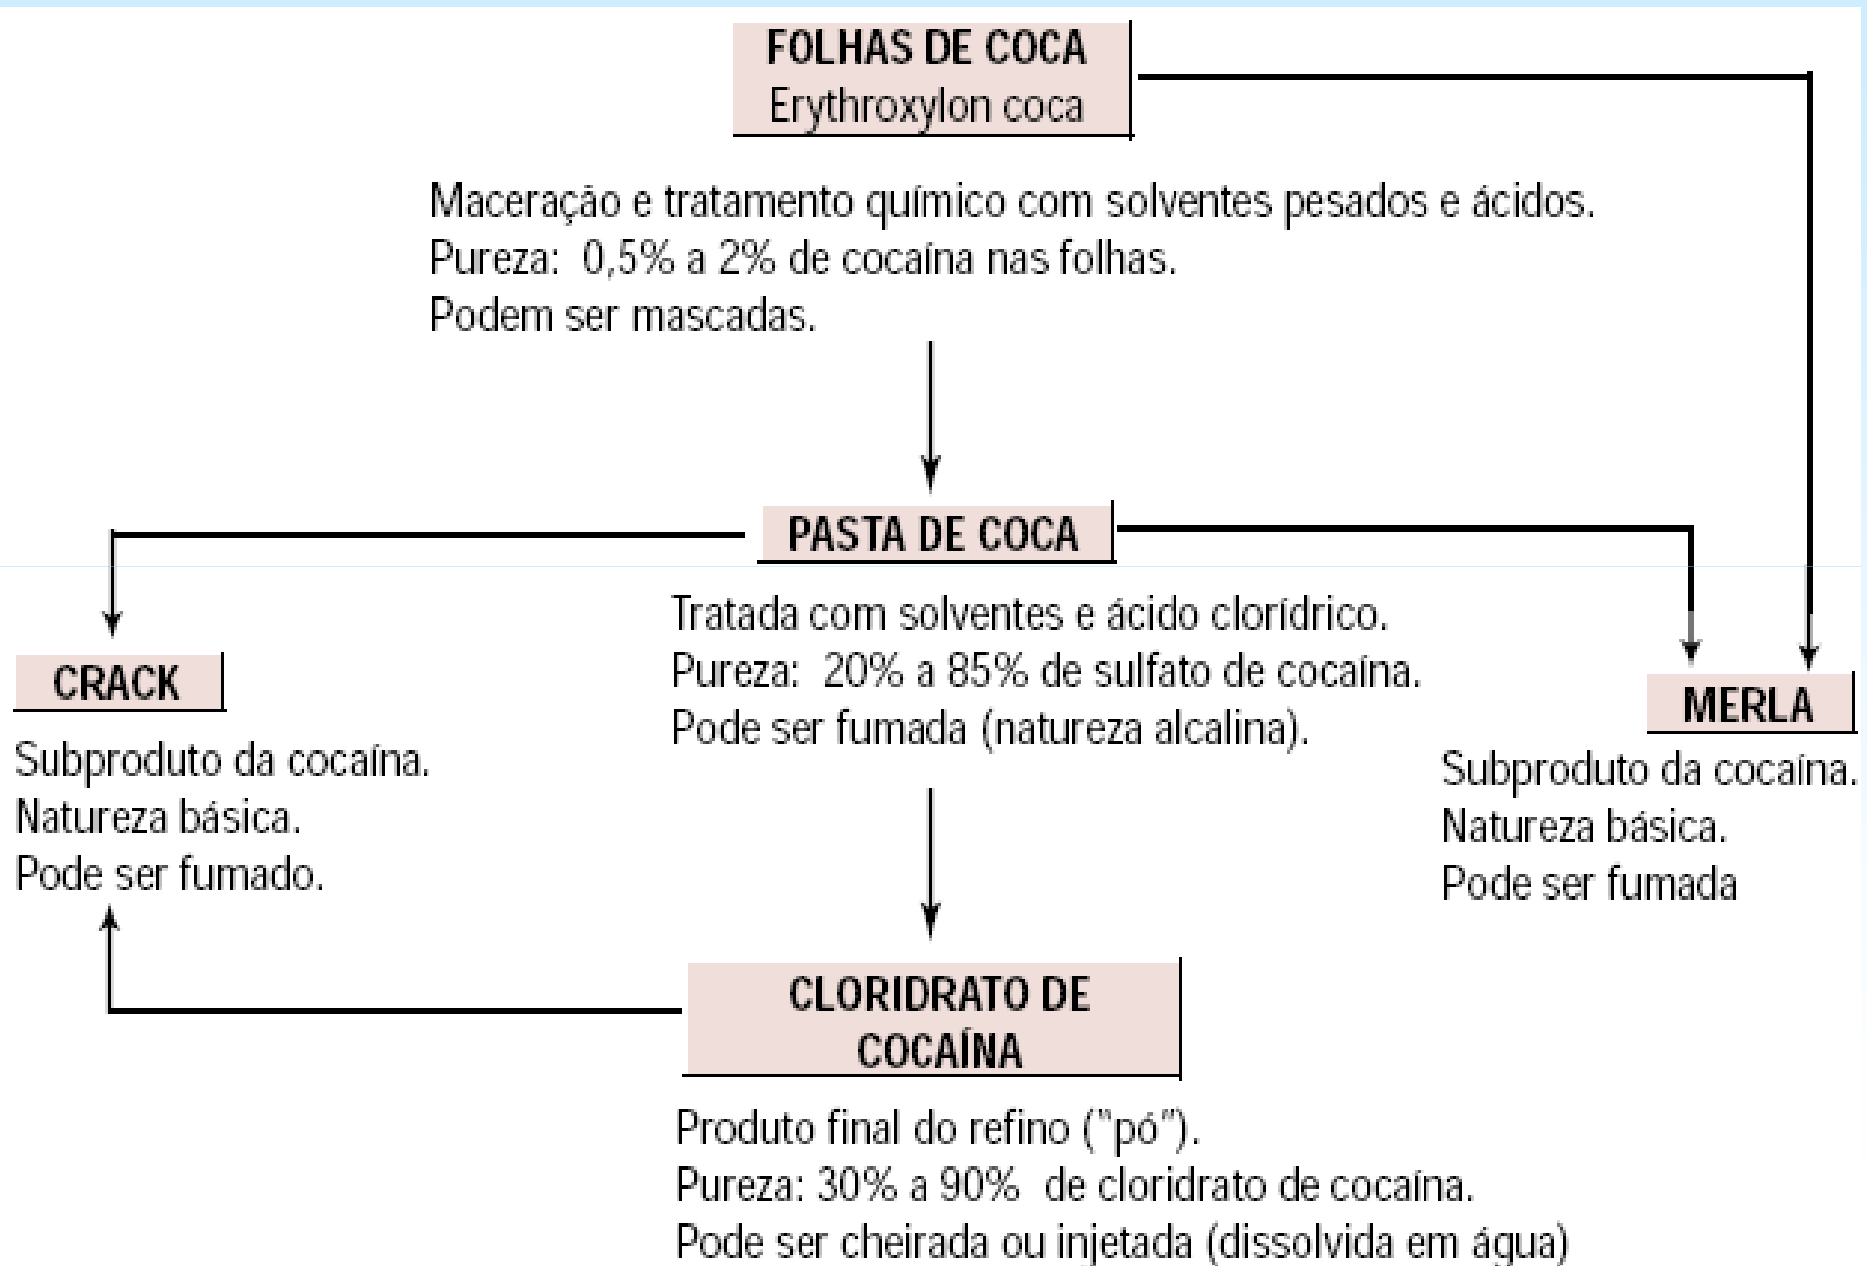 FOLHAS DE COCA
Erythroxylon coca
Maceração e tratamento químico com solventes pesados e ácidos.
Pureza: 0,5% a 2% de cocaína nas folhas.
Podem ser mascadas.
PASTA DE COCA
Tratada com solventes e ácido clorídrico.
Pureza: 20% a 85% de sulfato de cocaína.
Pode ser fumada (natureza alcalina).
CRACK
Subproduto da cocaína.
Natureza básica.
Pode ser fumado.
MERLA
Subproduto da cocaína.
Natureza básica.
Pode ser fumada
CLORIDRATO DE
COCAÍNA
Produto final do refino ("pó").
Pureza: 30% a 90% de cloridrato de cocaína.
Pode ser cheirada ou injetada (dissolvida em água)